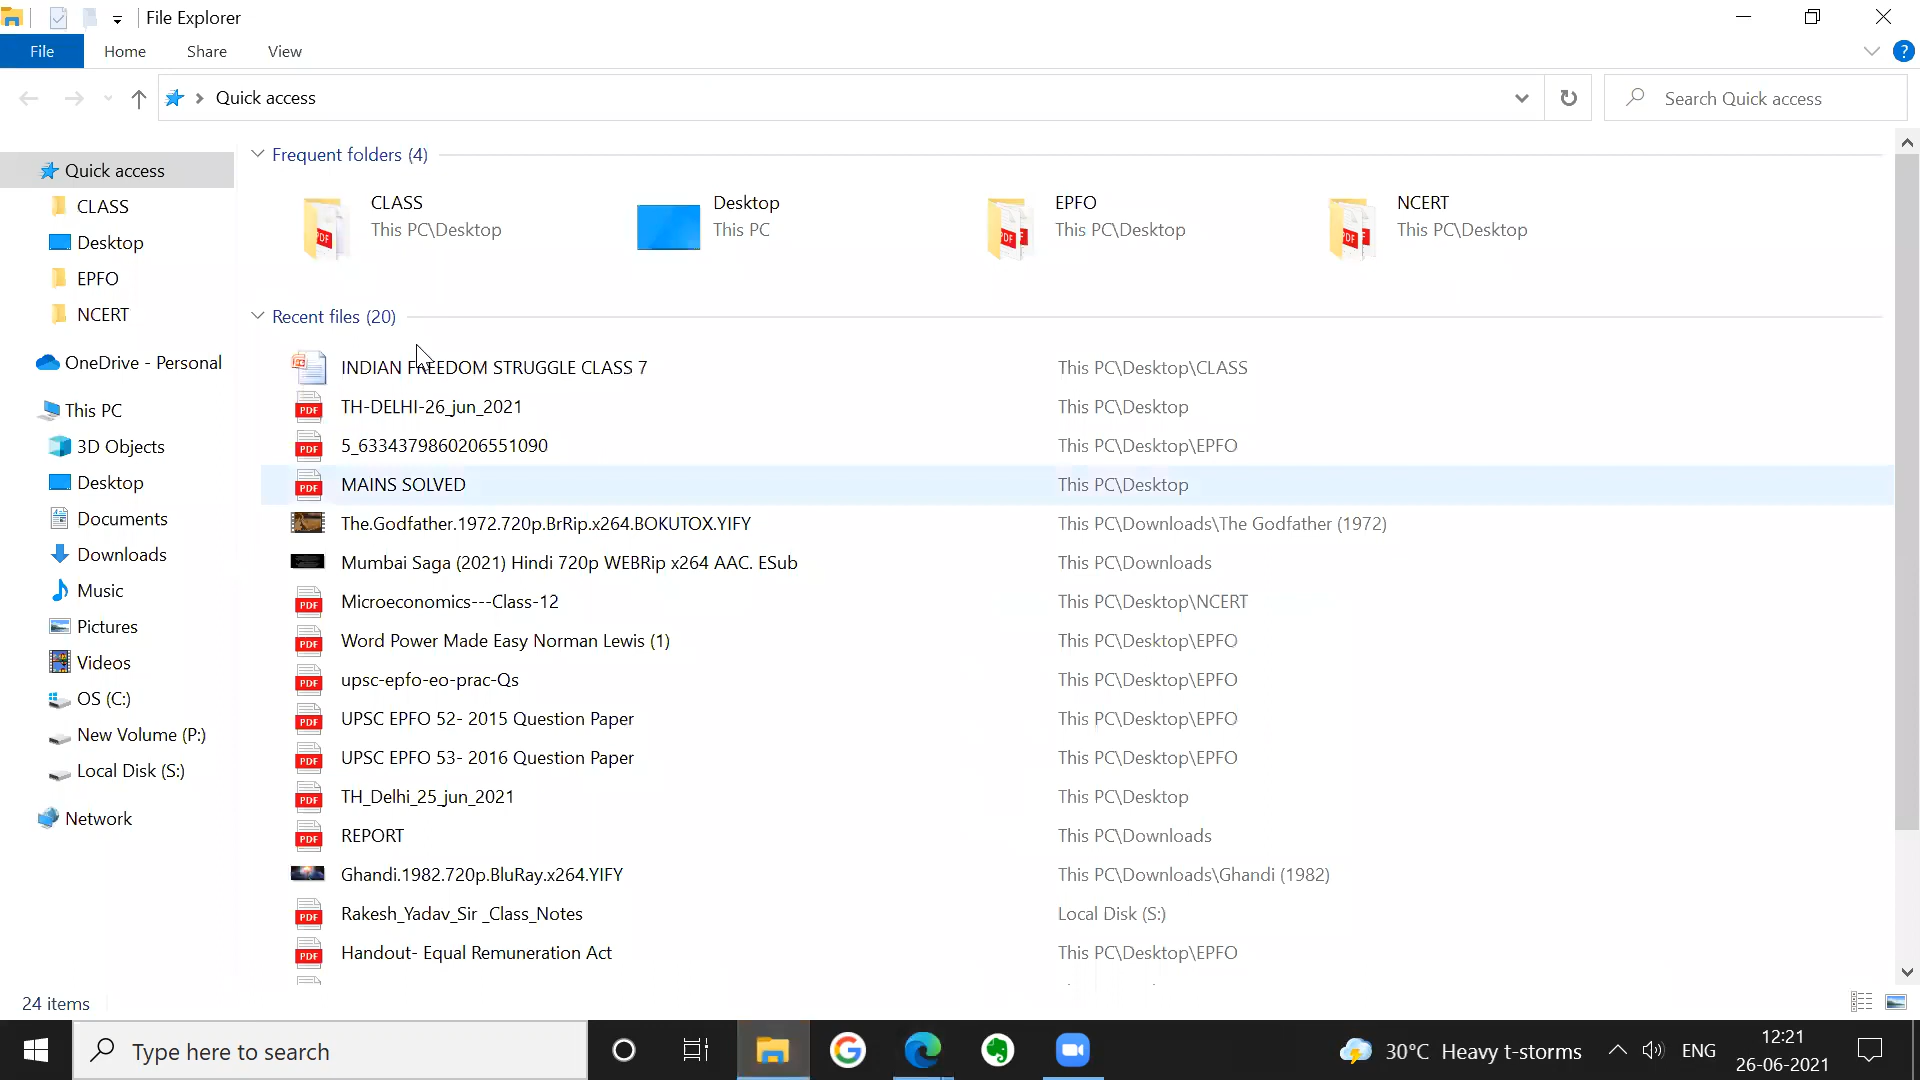 File Explorer
File Home Share View
Quick access
Search Quick access
Quick access
CLASS
Desktop
EPFO
NCERT
OneDrive - Personal
This PC
3D Objects
Desktop
Documents
Downloads
Music
Pictures
Videos
OS (C:)
New Volume (P:)
Local Disk (S:)
Network
Frequent folders (4)
CLASS
This PC\Desktop
Desktop
This PC
EPFO
This PC\Desktop
NCERT
This PC\Desktop
Recent files (20)
INDIAN FREEDOM STRUGGLE CLASS 7 This PC\Desktop\CLASS
TH-DELHI-26_jun_2021 This PC\Desktop
5_6334379860206551090 This PC\Desktop\EPFO
MAINS SOLVED This PC\Desktop
The.Godfather.1972.720p.BrRip.x264.BOKUTOX.YIFY This PC\Downloads\The Godfather (1972)
Mumbai Saga (2021) Hindi 720p WEBRip x264 AAC. ESub This PC\Downloads
Microeconomics---Class-12 This PC\Desktop\NCERT
Word Power Made Easy Norman Lewis (1) This PC\Desktop\EPFO
upsc-epfo-eo-prac-Qs This PC\Desktop\EPFO
UPSC EPFO 52- 2015 Question Paper This PC\Desktop\EPFO
UPSC EPFO 53- 2016 Question Paper This PC\Desktop\EPFO
TH_Delhi_25_jun_2021 This PC\Desktop
REPORT This PC\Downloads
Ghandi.1982.720p.BluRay.x264.YIFY This PC\Downloads\Ghandi (1982)
Rakesh_Yadav_Sir _Class_Notes Local Disk (S:)
Handout- Equal Remuneration Act This PC\Desktop\EPFO
24 items
Type here to search
30°C Heavy t-storms
ENG
12:21
26-06-2021